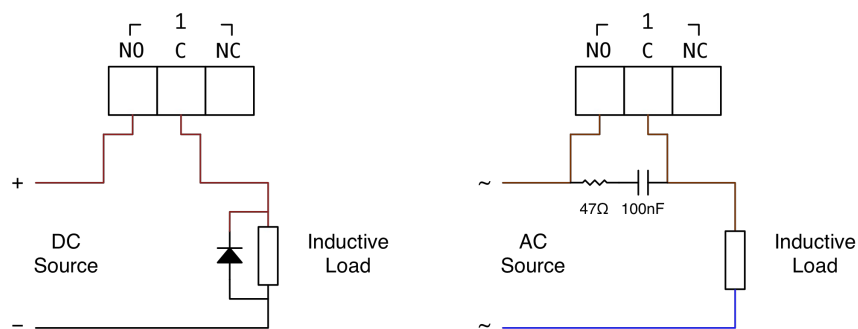 1
NO C NC
+
DC
Source
Inductive
Load
−
1
NO C NC
~
47Ω 100nF
AC
Source
Inductive
Load
~